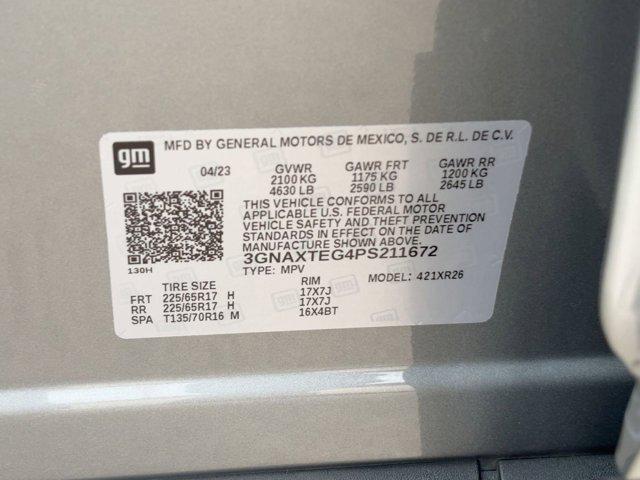 gm
MFD BY GENERAL MOTORS DE MEXICO, S. DE R.L. DE C.V.
04/23 GVWR GAWR FRT GAWR RR
2100 KG 1175 KG 1200 KG
4630 LB 2590 LB 2645 LB
THIS VEHICLE CONFORMS TO ALL
APPLICABLE U.S. FEDERAL MOTOR
VEHICLE SAFETY AND THEFT PREVENTION
STANDARDS IN EFFECT ON THE DATE OF
MANUFACTURE SHOWN ABOVE.
3GNAXTEG4PS211672
130H
TYPE: MPV MODEL: 421XR26
TIRE SIZE RIM
FRT 225/65R17 H 17X7J
RR 225/65R17 H 17X7J
SPA T135/70R16 M 16X4BT